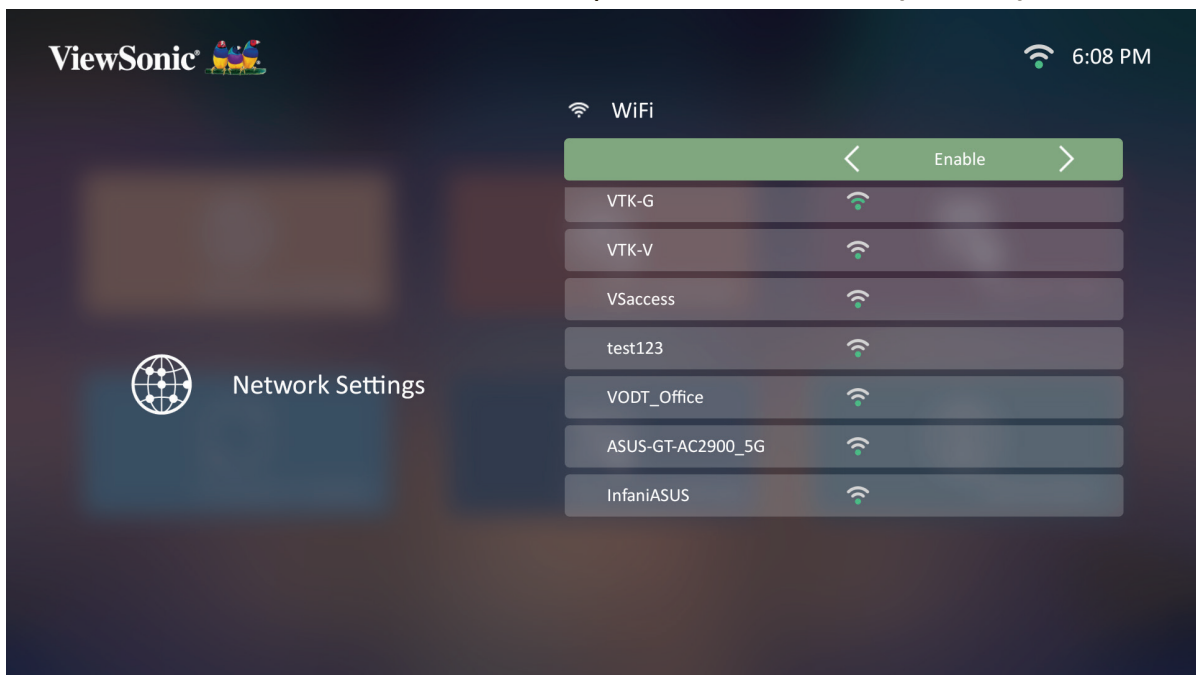 ViewSonic®
6:08 PM
WiFi
Enable
VTK-G
VTK-V
VSaccess
test123
Network Settings
VODT_Office
ASUS-GT-AC2900_5G
InfaniASUS